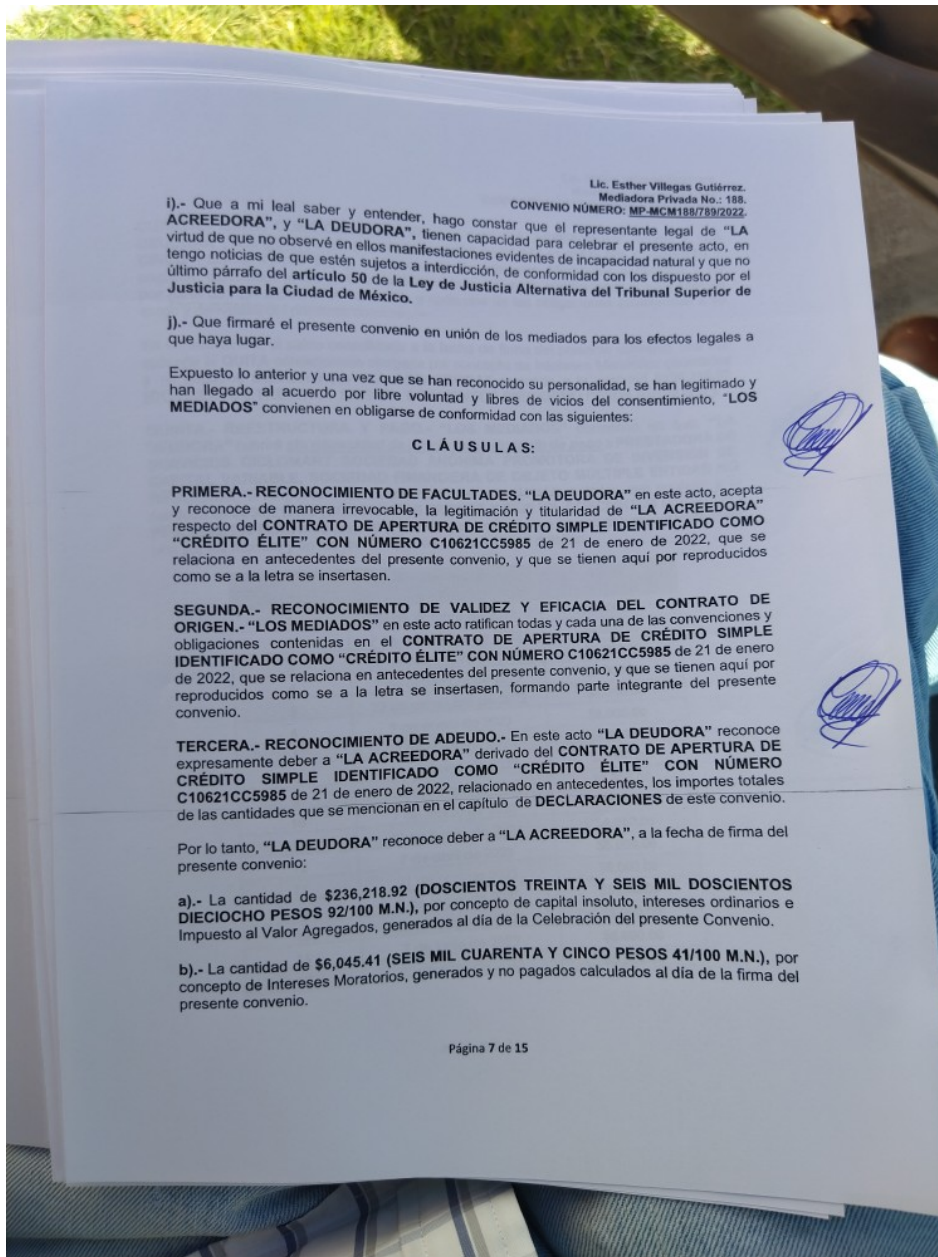 Lic. Esther Villegas Gutiérrez.
Mediadora Privada No.: 188.
CONVENIO NÚMERO: MP-MCM188/789/2022.
i).- Que a mi leal saber y entender, hago constar que el representante legal de “LA
ACREEDORA”, y “LA DEUDORA”, tienen capacidad para celebrar el presente acto, en
virtud de que no observé en ellos manifestaciones evidentes de incapacidad natural y que no
tengo noticias de que estén sujetos a interdicción, de conformidad con los dispuesto por el
último párrafo del artículo 50 de la Ley de Justicia Alternativa del Tribunal Superior de
Justicia para la Ciudad de México.
j).- Que firmaré el presente convenio en unión de los mediados para los efectos legales a
que haya lugar.
Expuesto lo anterior y una vez que se han reconocido su personalidad, se han legitimado y
han llegado al acuerdo por libre voluntad y libres de vicios del consentimiento, “LOS
MEDIADOS” convienen en obligarse de conformidad con las siguientes:
CLÁUSULAS:
PRIMERA.- RECONOCIMIENTO DE FACULTADES. “LA DEUDORA” en este acto, acepta
y reconoce de manera irrevocable, la legitimación y titularidad de “LA ACREEDORA”
respecto del CONTRATO DE APERTURA DE CRÉDITO SIMPLE IDENTIFICADO COMO
“CRÉDITO ÉLITE” CON NÚMERO C10621CC5985 de 21 de enero de 2022, que se
relaciona en antecedentes del presente convenio, y que se tienen aquí por reproducidos
como se a la letra se insertasen.
SEGUNDA.- RECONOCIMIENTO DE VALIDEZ Y EFICACIA DEL CONTRATO DE
ORIGEN.- “LOS MEDIADOS” en este acto ratifican todas y cada una de las convenciones y
obligaciones contenidas en el CONTRATO DE APERTURA DE CRÉDITO SIMPLE
IDENTIFICADO COMO “CRÉDITO ÉLITE” CON NÚMERO C10621CC5985 de 21 de enero
de 2022, que se relaciona en antecedentes del presente convenio, y que se tienen aquí por
reproducidos como se a la letra se insertasen, formando parte integrante del presente
convenio.
TERCERA.- RECONOCIMIENTO DE ADEUDO.- En este acto “LA DEUDORA” reconoce
expresamente deber a “LA ACREEDORA” derivado del CONTRATO DE APERTURA DE
CRÉDITO SIMPLE IDENTIFICADO COMO “CRÉDITO ÉLITE” CON NÚMERO
C10621CC5985 de 21 de enero de 2022, relacionado en antecedentes, los importes totales
de las cantidades que se mencionan en el capítulo de DECLARACIONES de este convenio.
Por lo tanto, “LA DEUDORA” reconoce deber a “LA ACREEDORA”, a la fecha de firma del
presente convenio:
a).- La cantidad de $236,218.92 (DOSCIENTOS TREINTA Y SEIS MIL DOSCIENTOS
DIECIOCHO PESOS 92/100 M.N.), por concepto de capital insoluto, intereses ordinarios e
Impuesto al Valor Agregados, generados al día de la Celebración del presente Convenio.
b).- La cantidad de $6,045.41 (SEIS MIL CUARENTA Y CINCO PESOS 41/100 M.N.), por
concepto de Intereses Moratorios, generados y no pagados calculados al día de la firma del
presente convenio.
Página 7 de 15